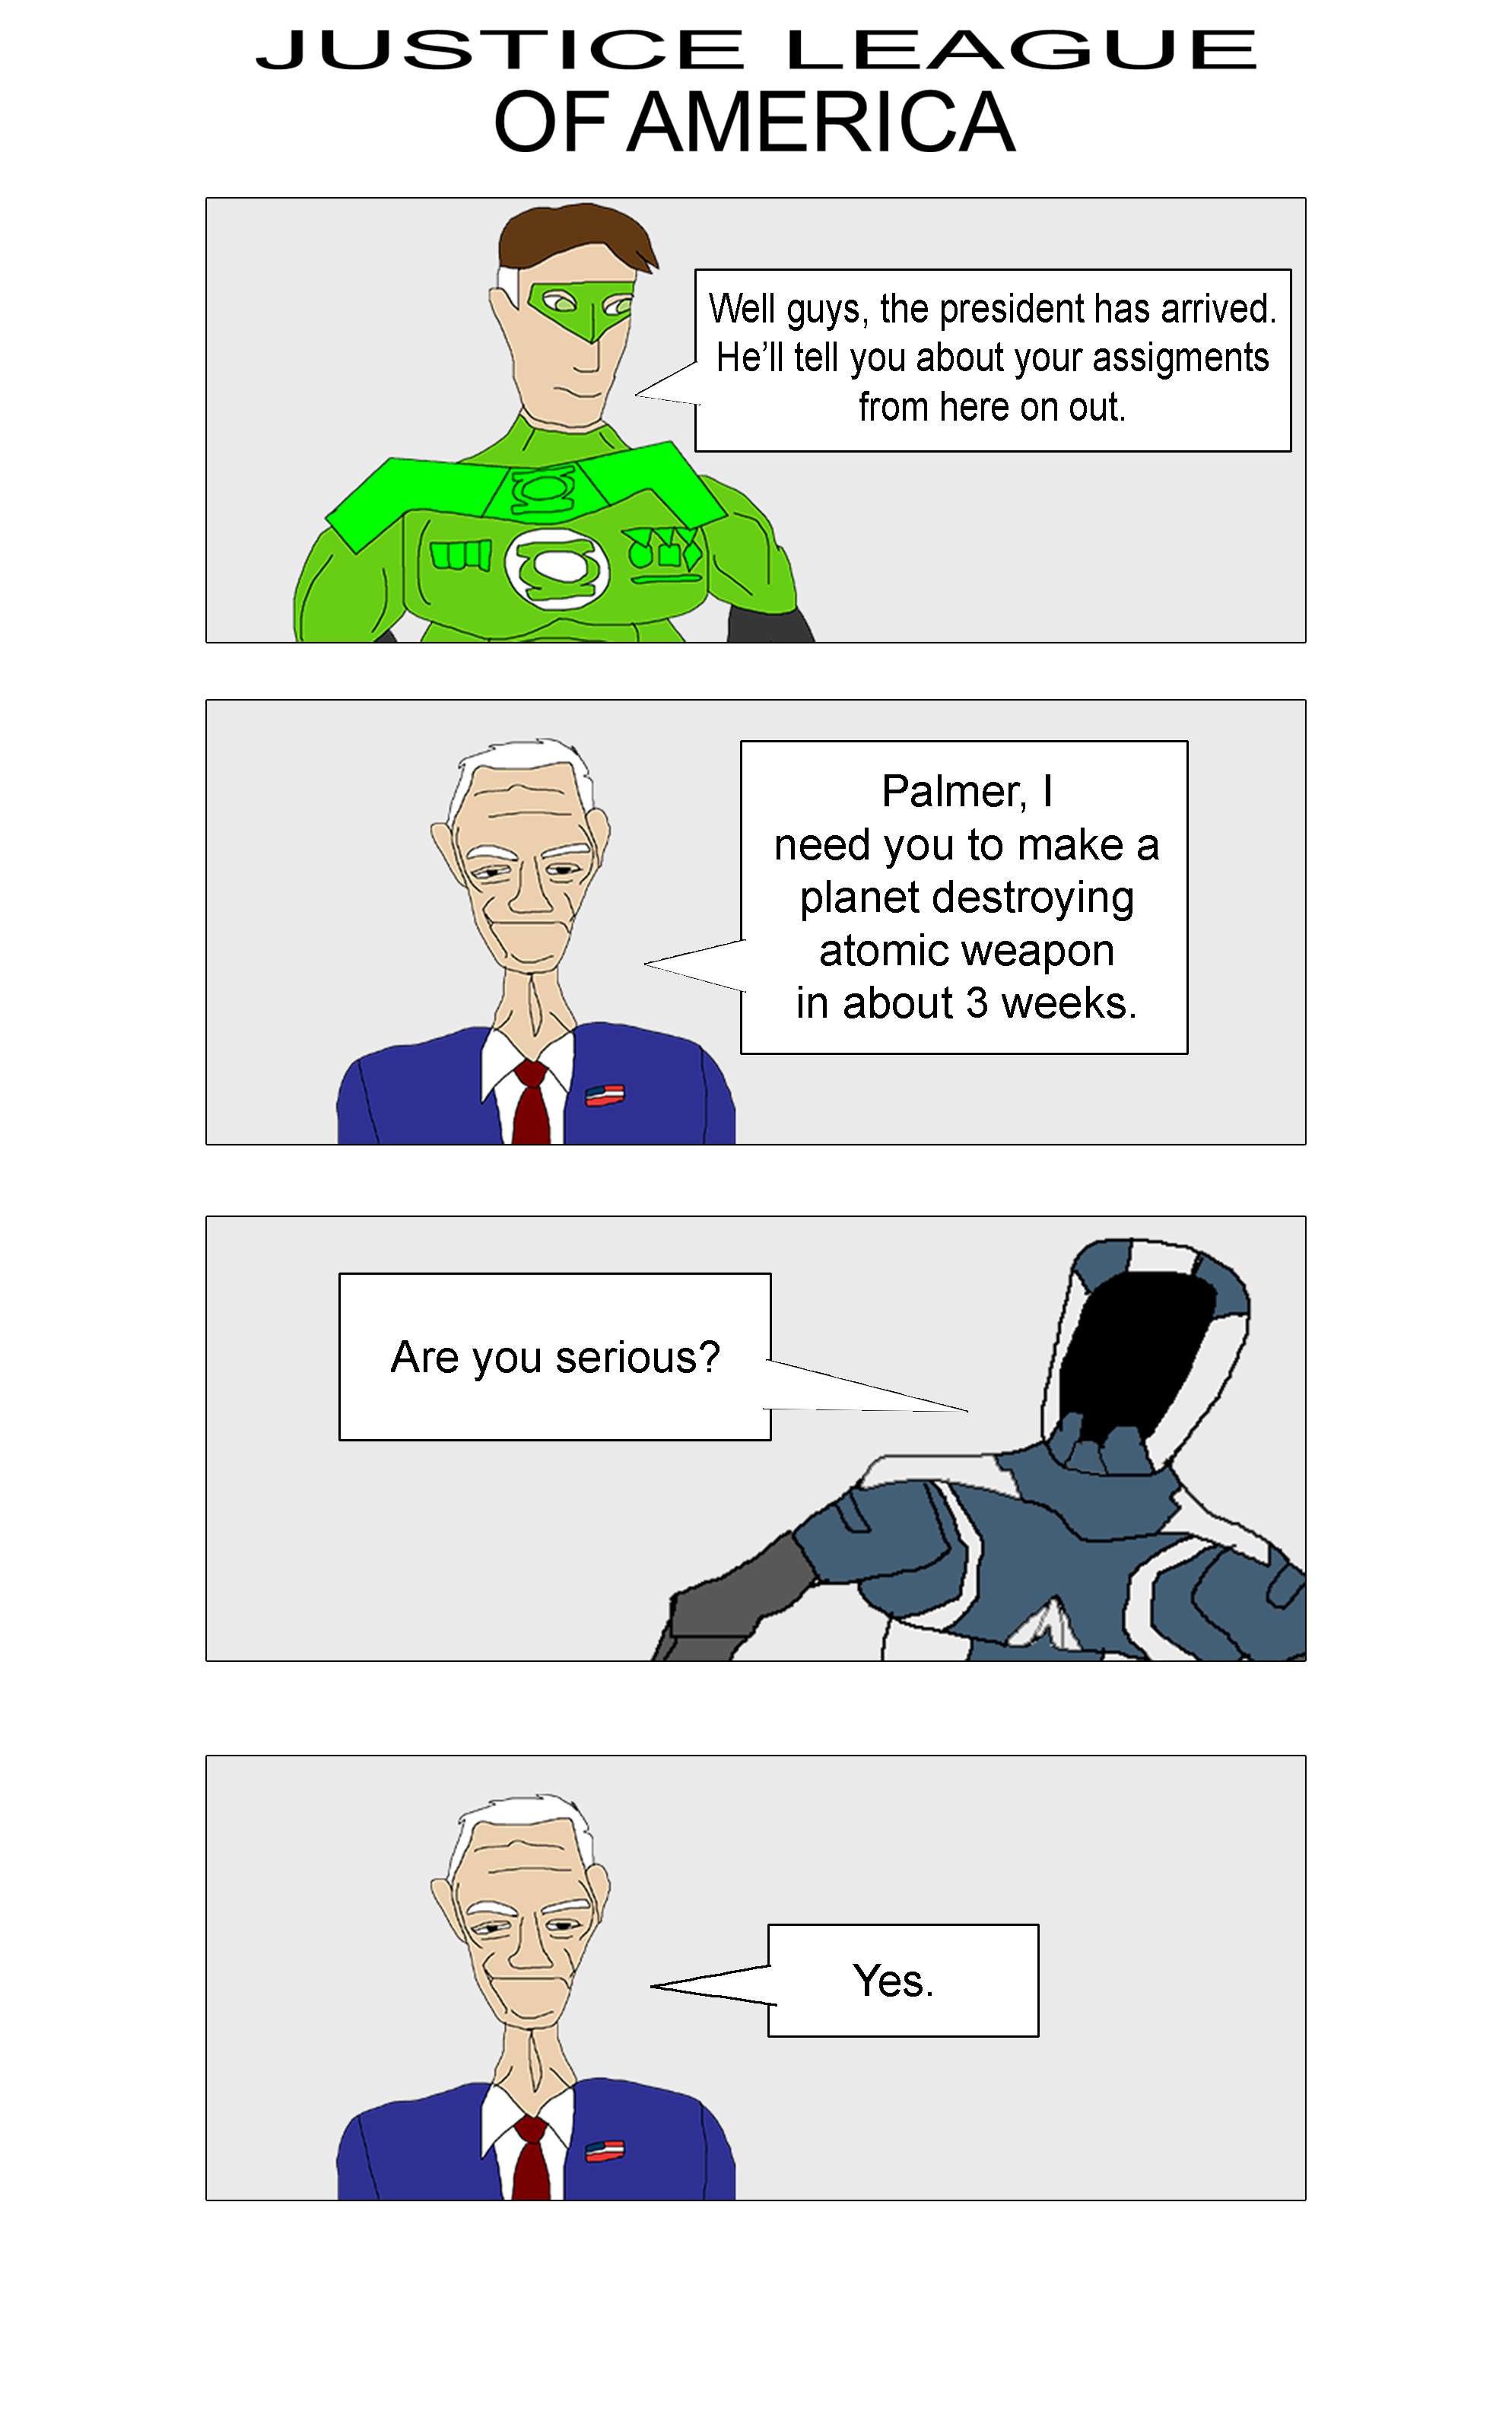 JUSTICE LEAGUE
OF AMERICA
Well guys, the president has arrived.
He’ll tell you about your assigments
from here on out.
Palmer, I
need you to make a
planet destroying
atomic weapon
in about 3 weeks.
Are you serious?
Yes.